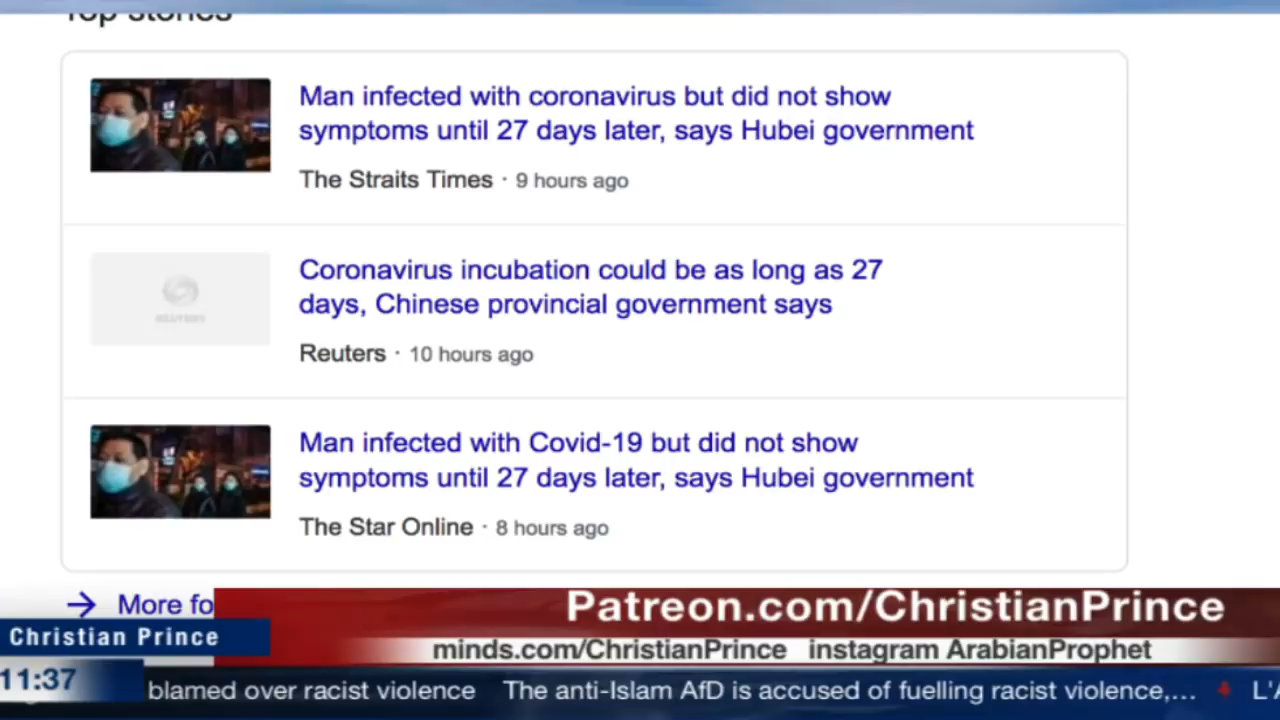 Top stories
Man infected with coronavirus but did not show
symptoms until 27 days later, says Hubei government
The Straits Times · 9 hours ago
Coronavirus incubation could be as long as 27
days, Chinese provincial government says
REUTERS
Reuters · 10 hours ago
Man infected with Covid-19 but did not show
symptoms until 27 days later, says Hubei government
The Star Online · 8 hours ago
→ More fo
Patreon.com/ChristianPrince
Christian Prince
minds.com/ChristianPrince instagram ArabianProphet
11:37
blamed over racist violence The anti-Islam AfD is accused of fuelling racist violence,... L'A